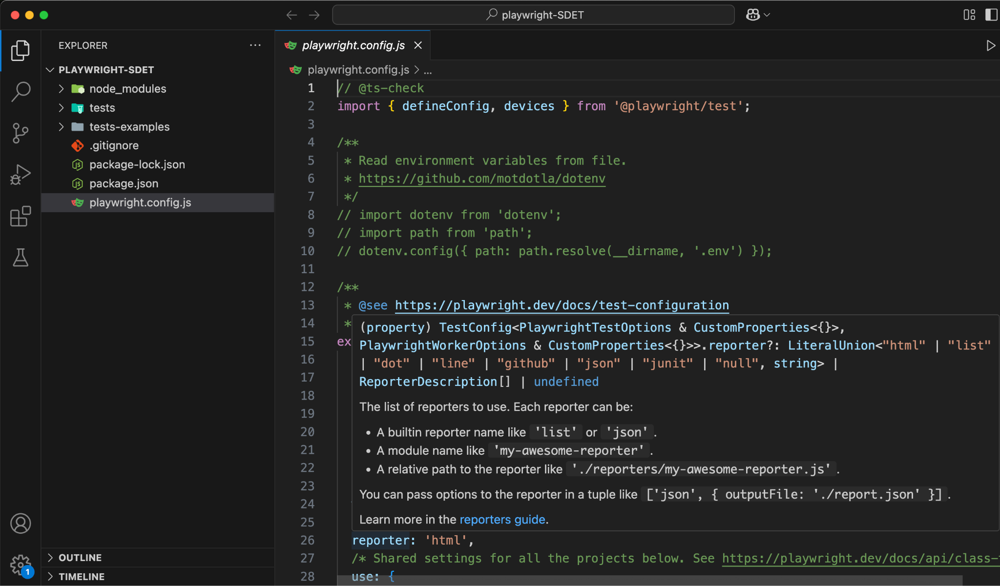 playwright-SDET
EXPLORER
PLAYWRIGHT-SDET
node_modules
tests
tests-examples
.gitignore
package-lock.json
package.json
playwright.config.js
OUTLINE
TIMELINE
1
playwright.config.js
playwright.config.js > ...
1 // @ts-check
2 import { defineConfig, devices } from '@playwright/test';
3
4 /**
5 * Read environment variables from file.
6 * https://github.com/motdotla/dotenv
7 */
8 // import dotenv from 'dotenv';
9 // import path from 'path';
10 // dotenv.config({ path: path.resolve(__dirname, '.env') });
11
12 /**
13 * @see https://playwright.dev/docs/test-configuration
14 *
15 ex
16
17
18
19
20
21
22
23
24
25
(property) TestConfig<PlaywrightTestOptions & CustomProperties<{}>,
PlaywrightWorkerOptions & CustomProperties<{}>>.reporter?: LiteralUnion<"html" | "list"
| "dot" | "line" | "github" | "json" | "junit" | "null", string> |
ReporterDescription[] | undefined
The list of reporters to use. Each reporter can be:
• A builtin reporter name like 'list' or 'json'.
• A module name like 'my-awesome-reporter'.
• A relative path to the reporter like './reporters/my-awesome-reporter.js'.
You can pass options to the reporter in a tuple like ['json', { outputFile: './report.json' }].
Learn more in the reporters guide.
26 reporter: 'html',
27 /* Shared settings for all the projects below. See https://playwright.dev/docs/api/class-
28 use: {